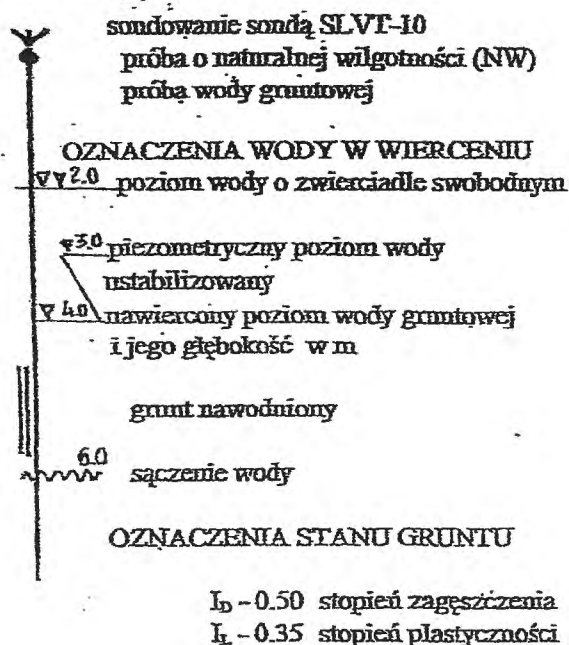 sondowanie sondą SLVT-10
próba o naturalnej wilgotności (NW)
próba wody gruntowej
OZNACZENIA WODY W WIERCENIU
2.0 poziom wody o zwierciadle swobodnym
3.0 piezometryczny poziom wody
ustabilizowany
4.0 nawiercony poziom wody gruntowej
i jego głębokość w m
grunt nawodniony
6.0
sączenie wody
OZNACZENIA STANU GRUNTU
I_D - 0.50 stopień zagęszczenia
I_L - 0.35 stopień plastyczności